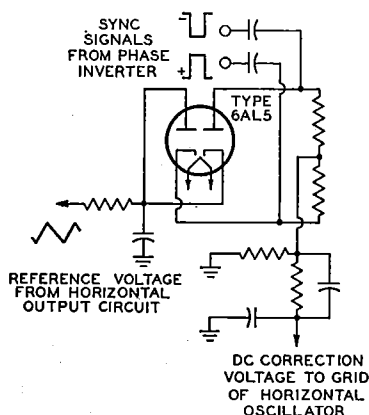 SYNC
SIGNALS
FROM PHASE
INVERTER
−
+
TYPE
6AL5
REFERENCE VOLTAGE
FROM HORIZONTAL
OUTPUT CIRCUIT
DC CORRECTION
VOLTAGE TO GRID
OF HORIZONTAL
OSCILLATOR